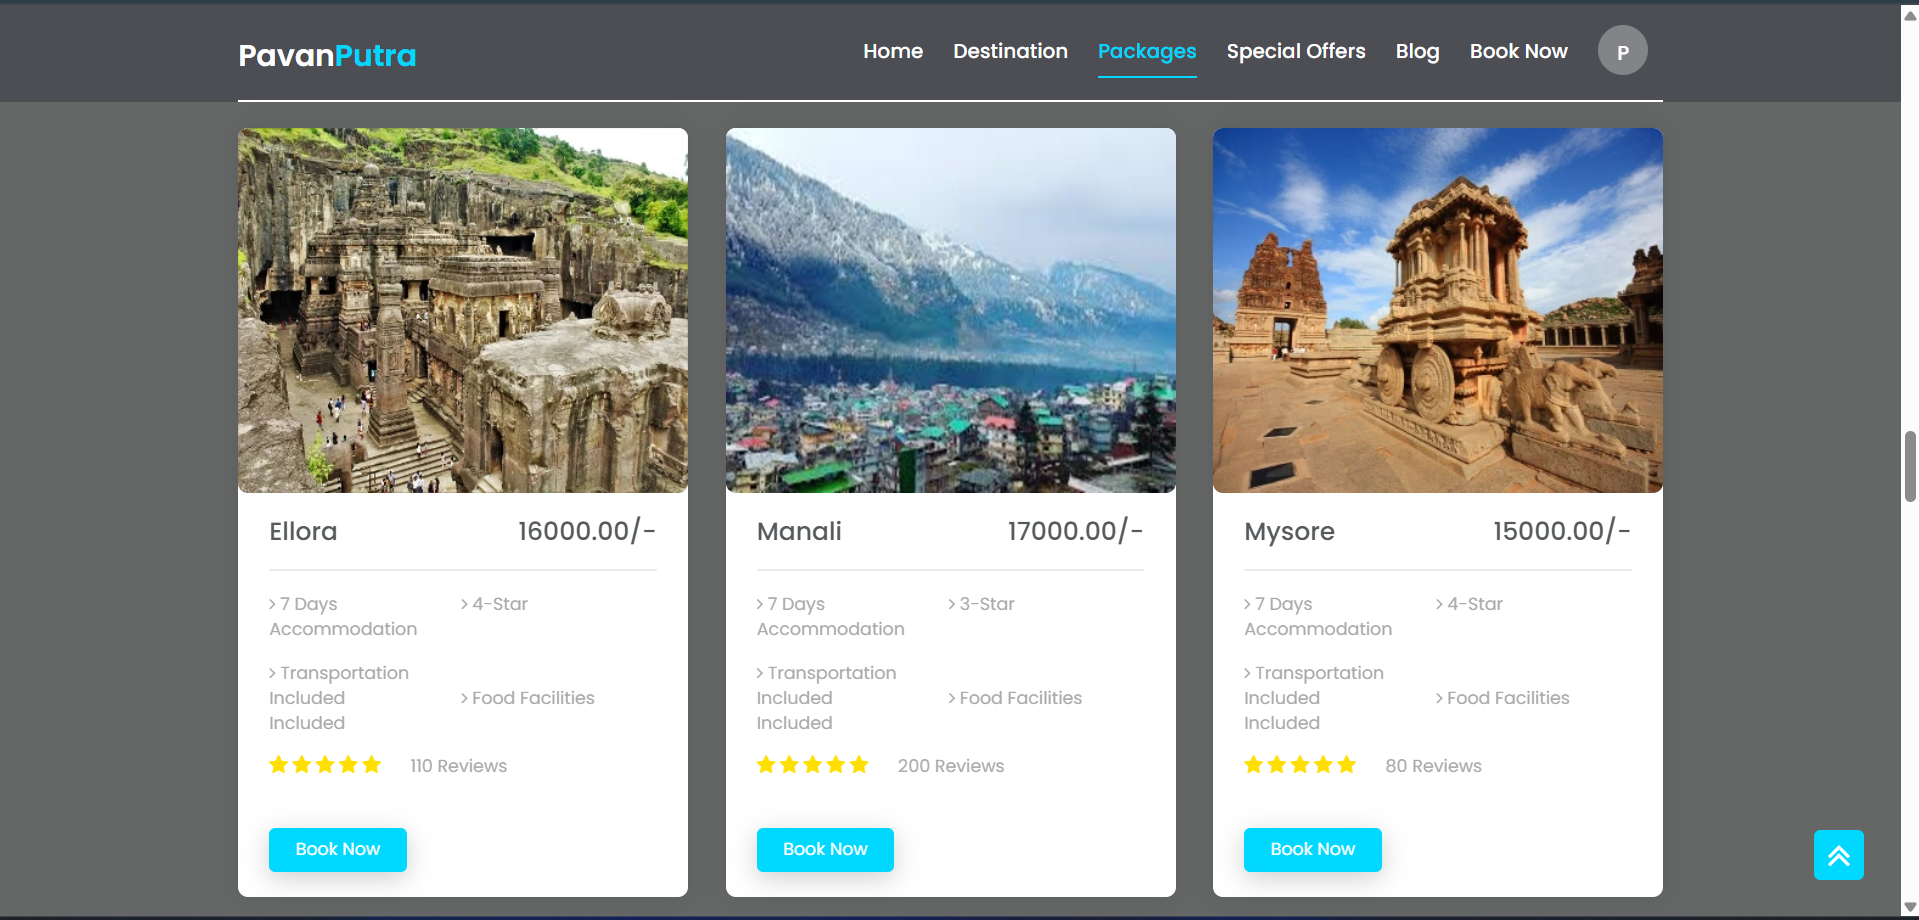 PavanPutra
Home Destination Packages Special Offers Blog Book Now P
Ellora 16000.00/-
7 Days
Accommodation
4-Star
Transportation
Included
Included
Food Facilities
110 Reviews
Book Now
Manali 17000.00/-
7 Days
Accommodation
3-Star
Transportation
Included
Included
Food Facilities
200 Reviews
Book Now
Mysore 15000.00/-
7 Days
Accommodation
4-Star
Transportation
Included
Included
Food Facilities
80 Reviews
Book Now